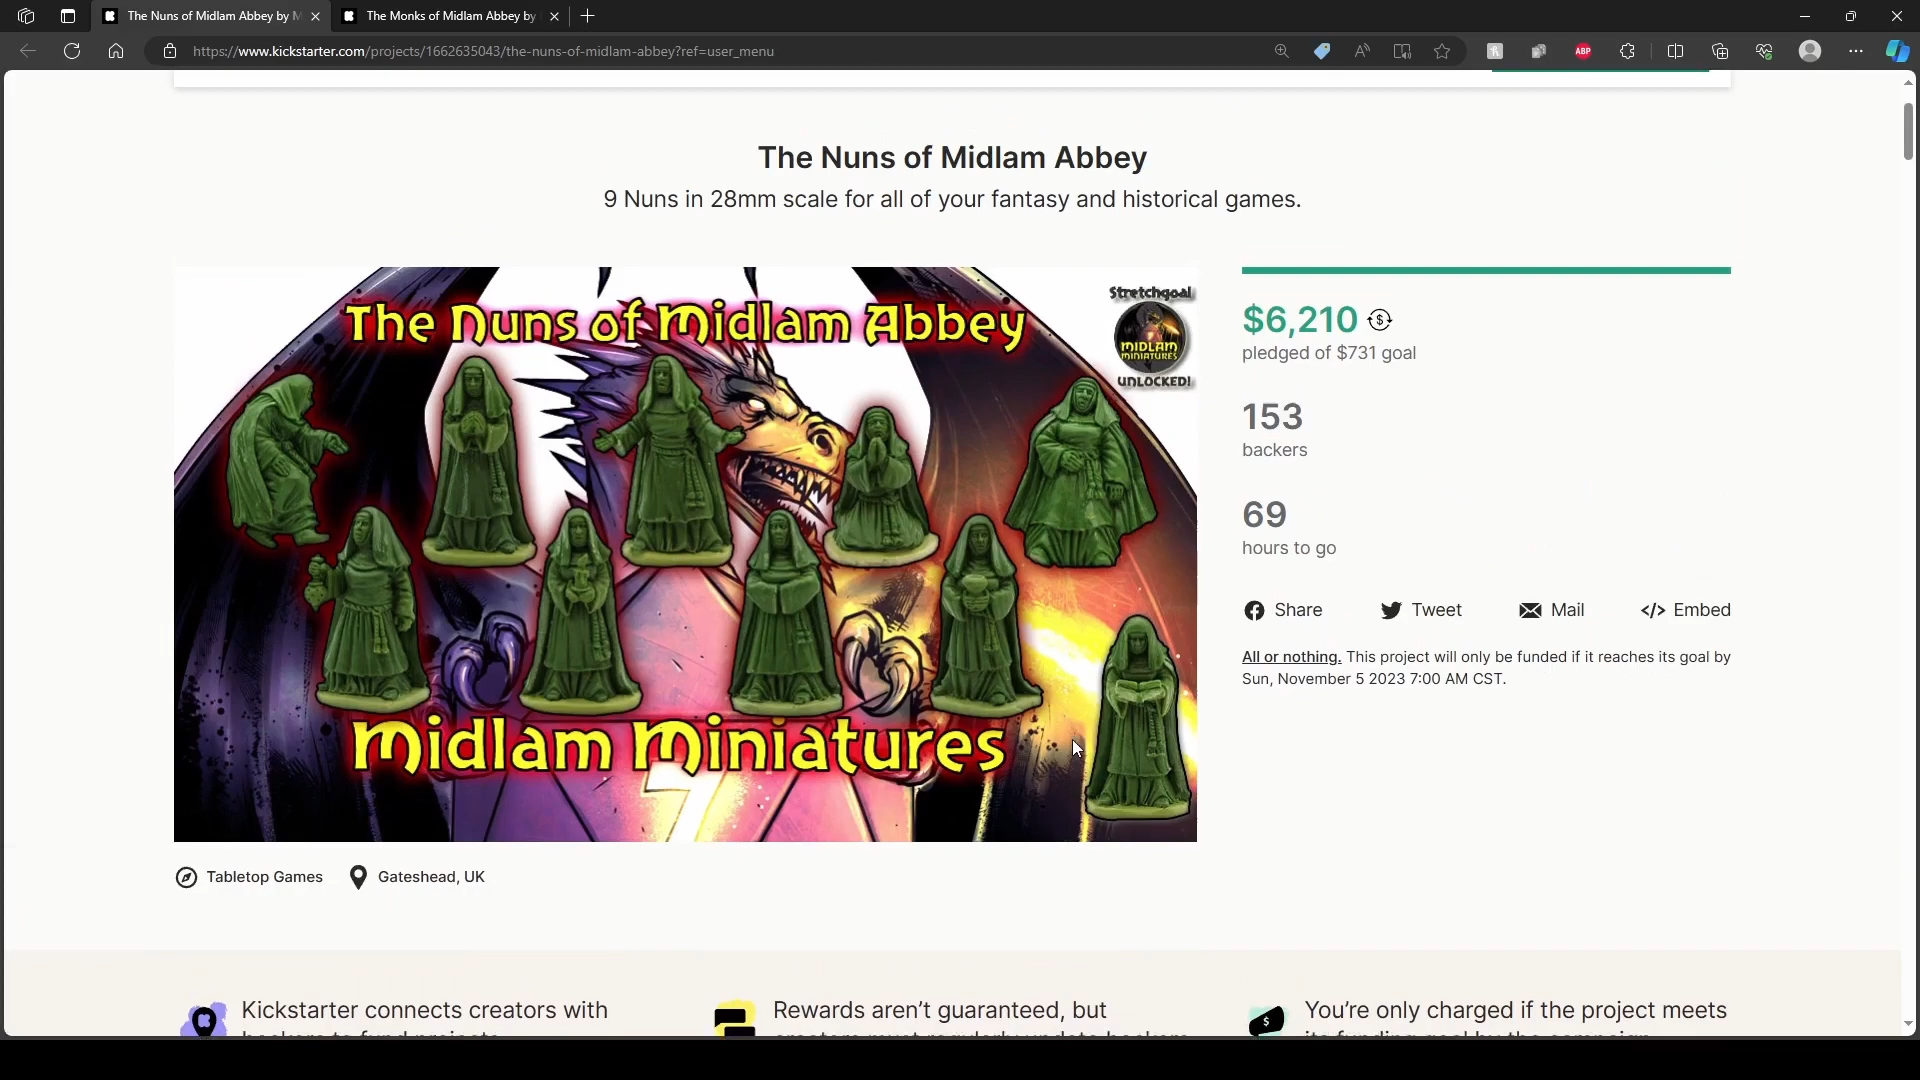 The Nuns of Midlam Abbey by M
The Monks of Midlam Abbey by
https://www.kickstarter.com/projects/1662635043/the-nuns-of-midlam-abbey?ref=user_menu
ABP
The Nuns of Midlam Abbey
9 Nuns in 28mm scale for all of your fantasy and historical games.
The Nuns of Midlam Abbey
Stretchgoal
MIDLAM
MINIATURES
UNLOCKED!
Midlam Miniatures
$6,210
pledged of $731 goal
153
backers
69
hours to go
Share Tweet Mail </> Embed
All or nothing. This project will only be funded if it reaches its goal by
Sun, November 5 2023 7:00 AM CST.
Tabletop Games Gateshead, UK
Kickstarter connects creators with
Rewards aren't guaranteed, but
You're only charged if the project meets